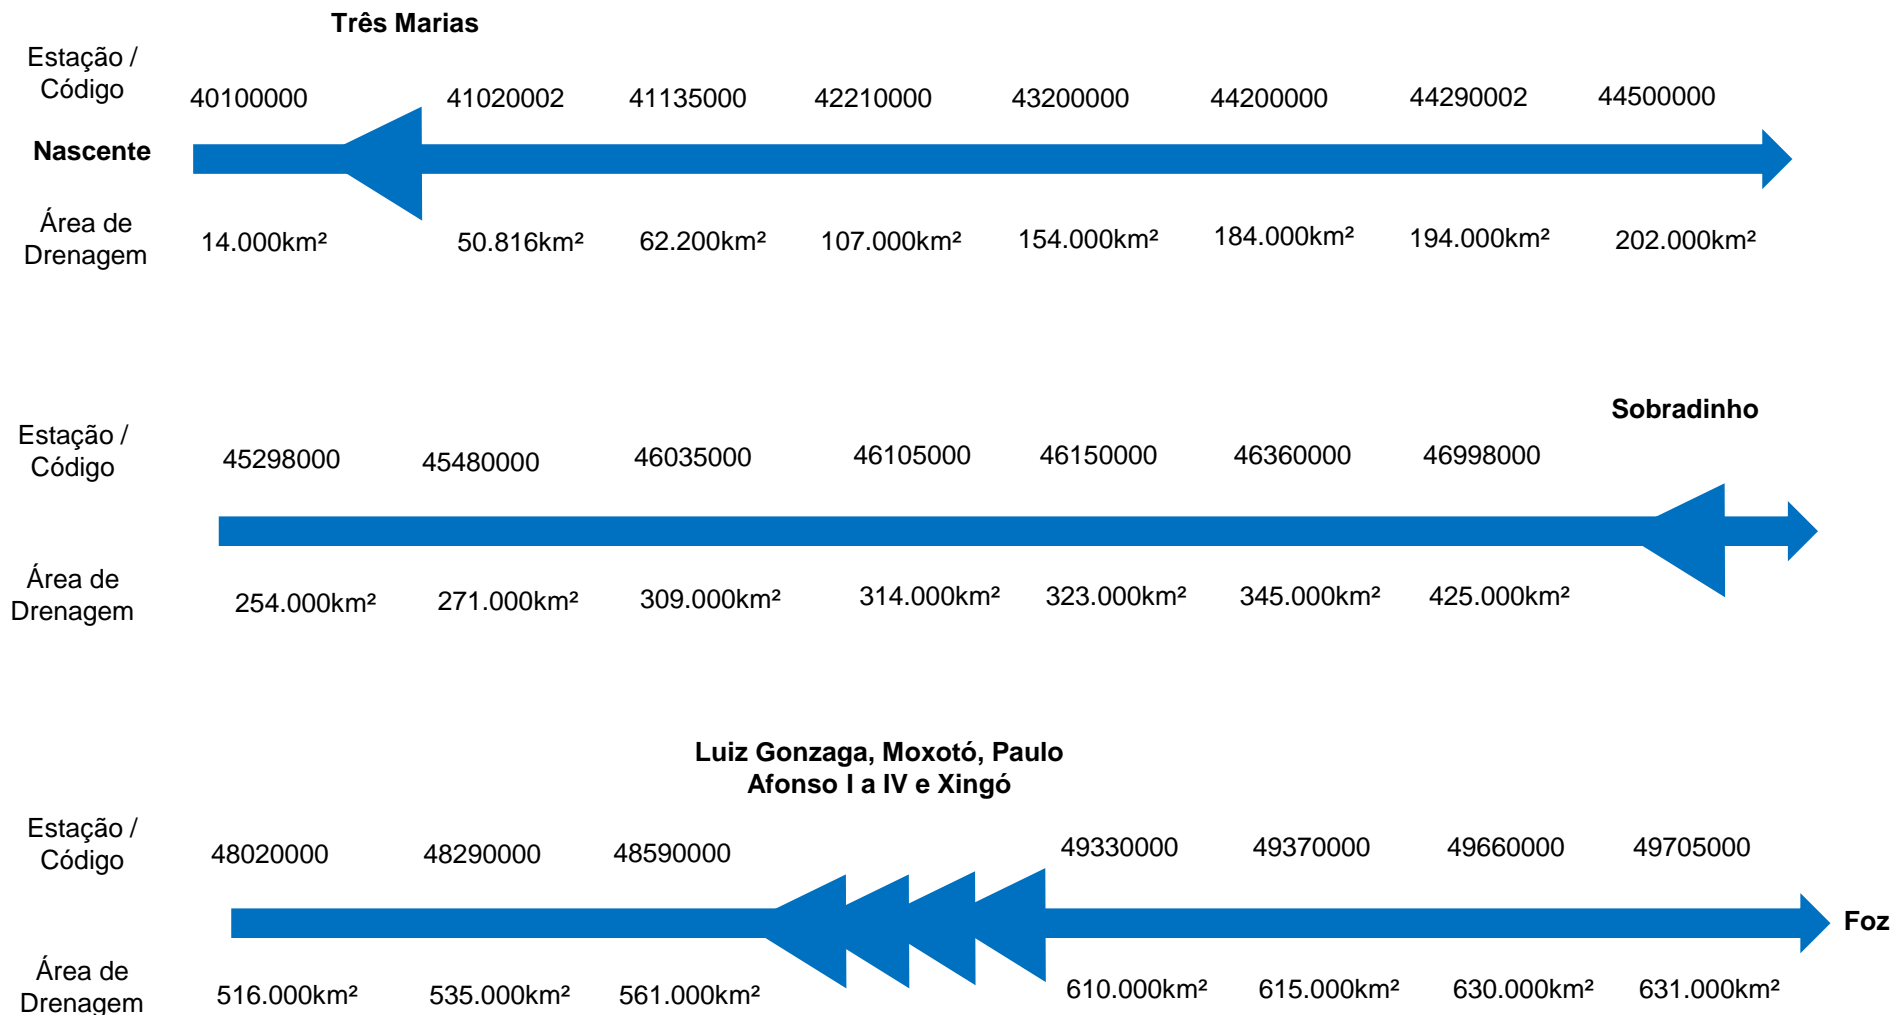 Três Marias
Estação /
Código
40100000 41020002 41135000 42210000 43200000 44200000 44290002 44500000
Nascente
Área de
Drenagem
14.000km² 50.816km² 62.200km² 107.000km² 154.000km² 184.000km² 194.000km² 202.000km²
Sobradinho
Estação /
Código
45298000 45480000 46035000 46105000 46150000 46360000 46998000
Área de
Drenagem
254.000km² 271.000km² 309.000km² 314.000km² 323.000km² 345.000km² 425.000km²
Luiz Gonzaga, Moxotó, Paulo
Afonso I a IV e Xingó
Estação /
Código
48020000 48290000 48590000 49330000 49370000 49660000 49705000
Foz
Área de
Drenagem
516.000km² 535.000km² 561.000km² 610.000km² 615.000km² 630.000km² 631.000km²